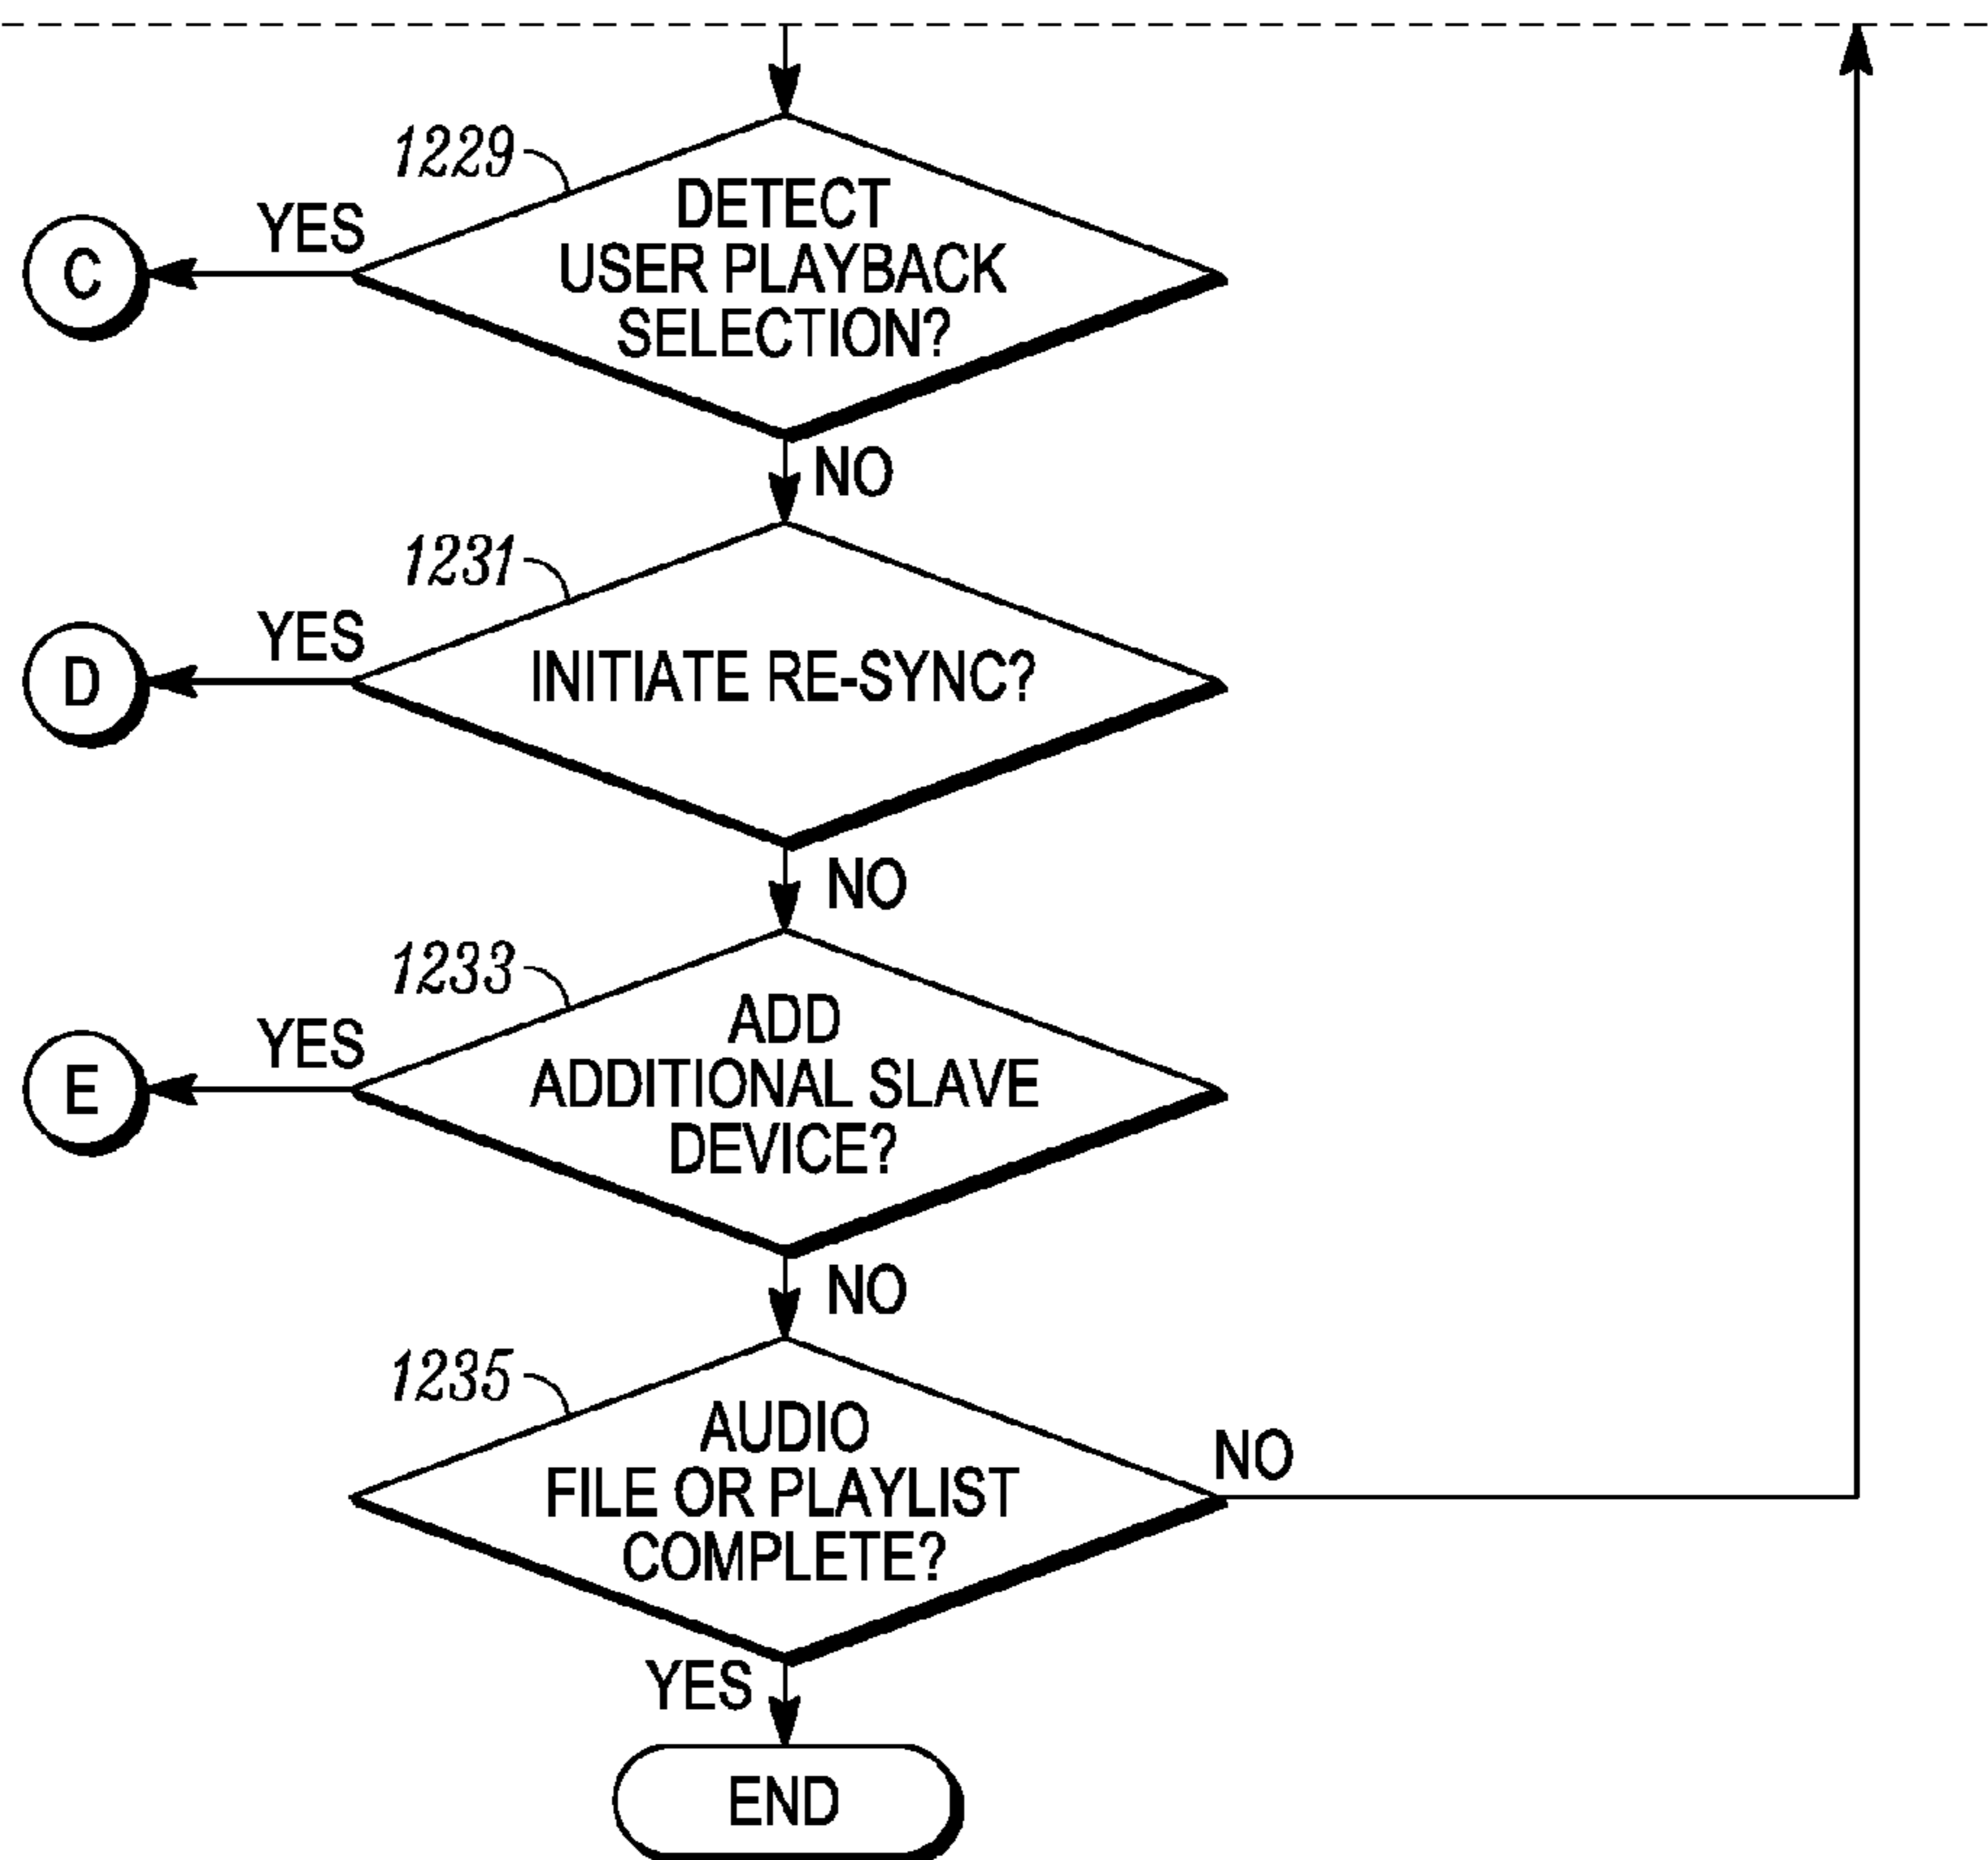 1229
YES
C
DETECT
USER PLAYBACK
SELECTION?
NO
1231
YES
D
INITIATE RE-SYNC?
NO
1233
YES
E
ADD
ADDITIONAL SLAVE
DEVICE?
NO
1235
AUDIO
FILE OR PLAYLIST
COMPLETE?
NO
YES
END